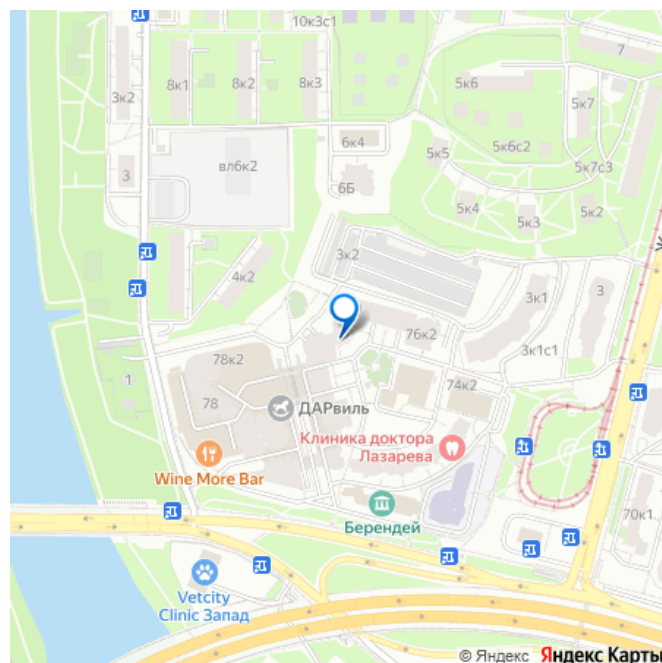 10к3с1
7
8к1
8к2
8к3
3к2
5к6
5к7
6к4
5к6с2
5к5
вл6к2
5к7с3
3
6Б
5к4
5к3
5к2
3к2
4к2
3к1
3
76к2
3к1с1
78к2
1
74к2
78
ДАРвиль
Клиника доктора
Лазарева
Wine More Bar
Берендей
70к1
Vetcity
Clinic Запад
© Яндекс Яндекс Карты